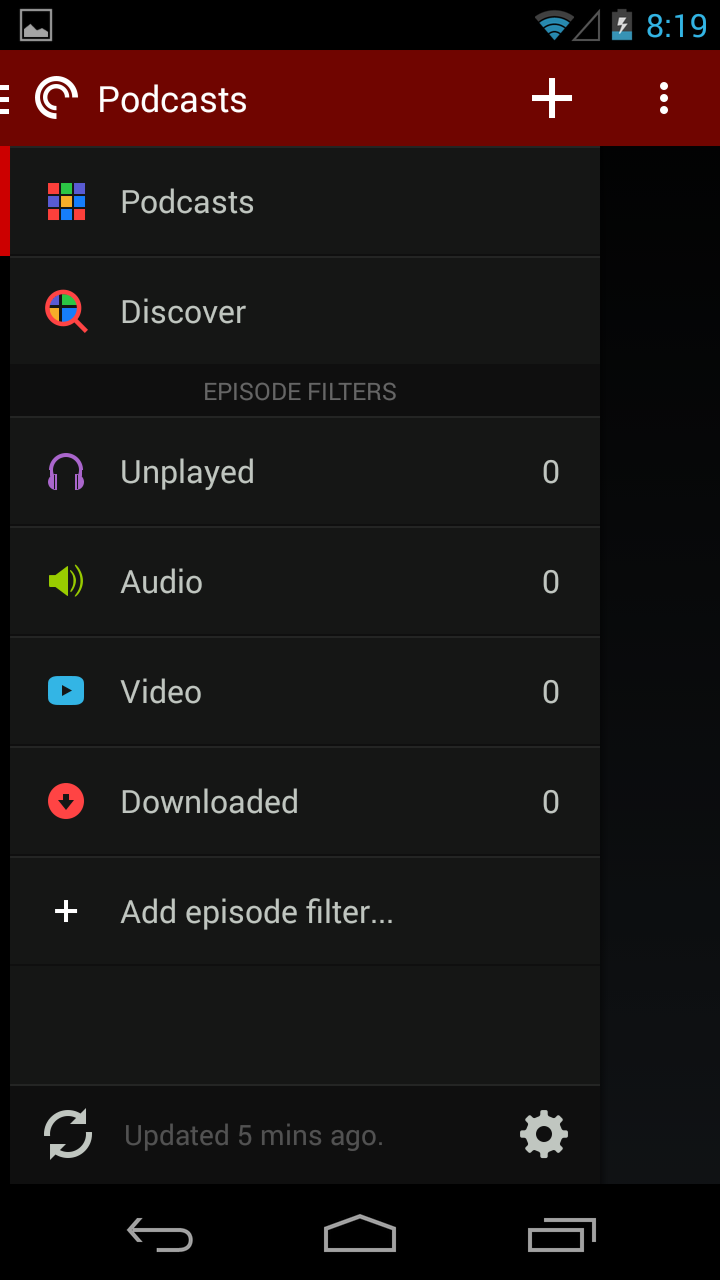 8:19
Podcasts
Podcasts
Discover
EPISODE FILTERS
Unplayed 0
Audio 0
Video 0
Downloaded 0
Add episode filter...
Updated 5 mins ago.